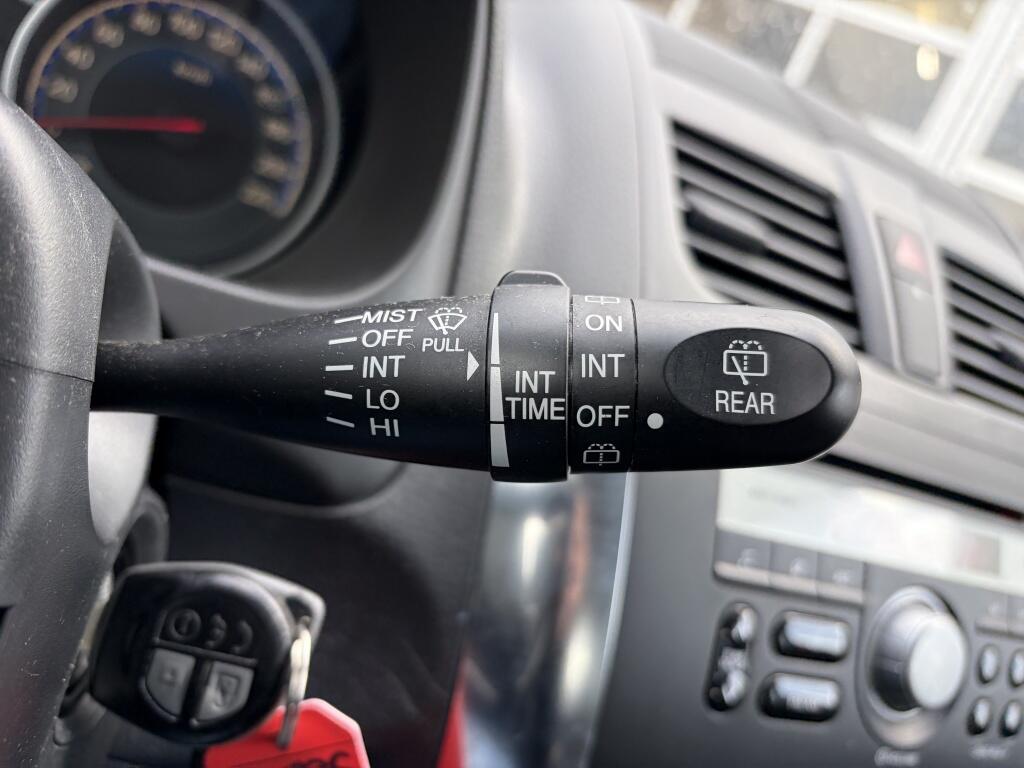 MIST
OFF
PULL
INT
LO
HI
INT
TIME
ON
INT
OFF
REAR